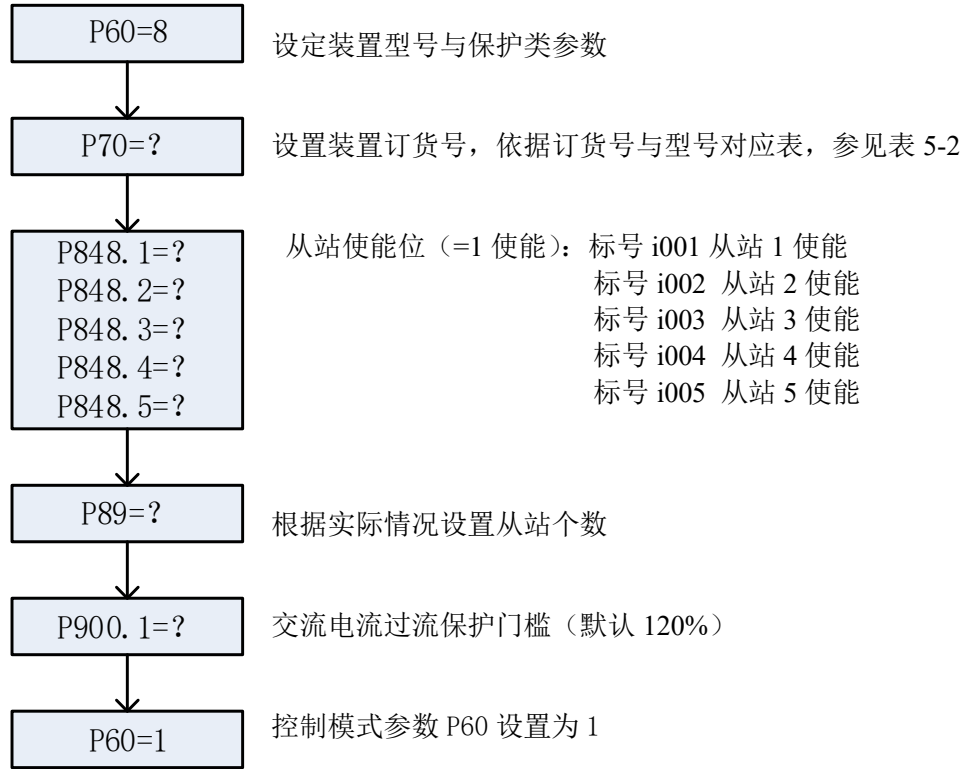 P60=8 设定装置型号与保护类参数
P70=? 设置装置订货号，依据订货号与型号对应表，参见表 5-2
P848.1=? 从站使能位（=1 使能）：标号 i001 从站 1 使能
P848.2=? 标号 i002 从站 2 使能
P848.3=? 标号 i003 从站 3 使能
P848.4=? 标号 i004 从站 4 使能
P848.5=? 标号 i005 从站 5 使能
P89=? 根据实际情况设置从站个数
P900.1=? 交流电流过流保护门槛（默认 120%）
P60=1 控制模式参数 P60 设置为 1